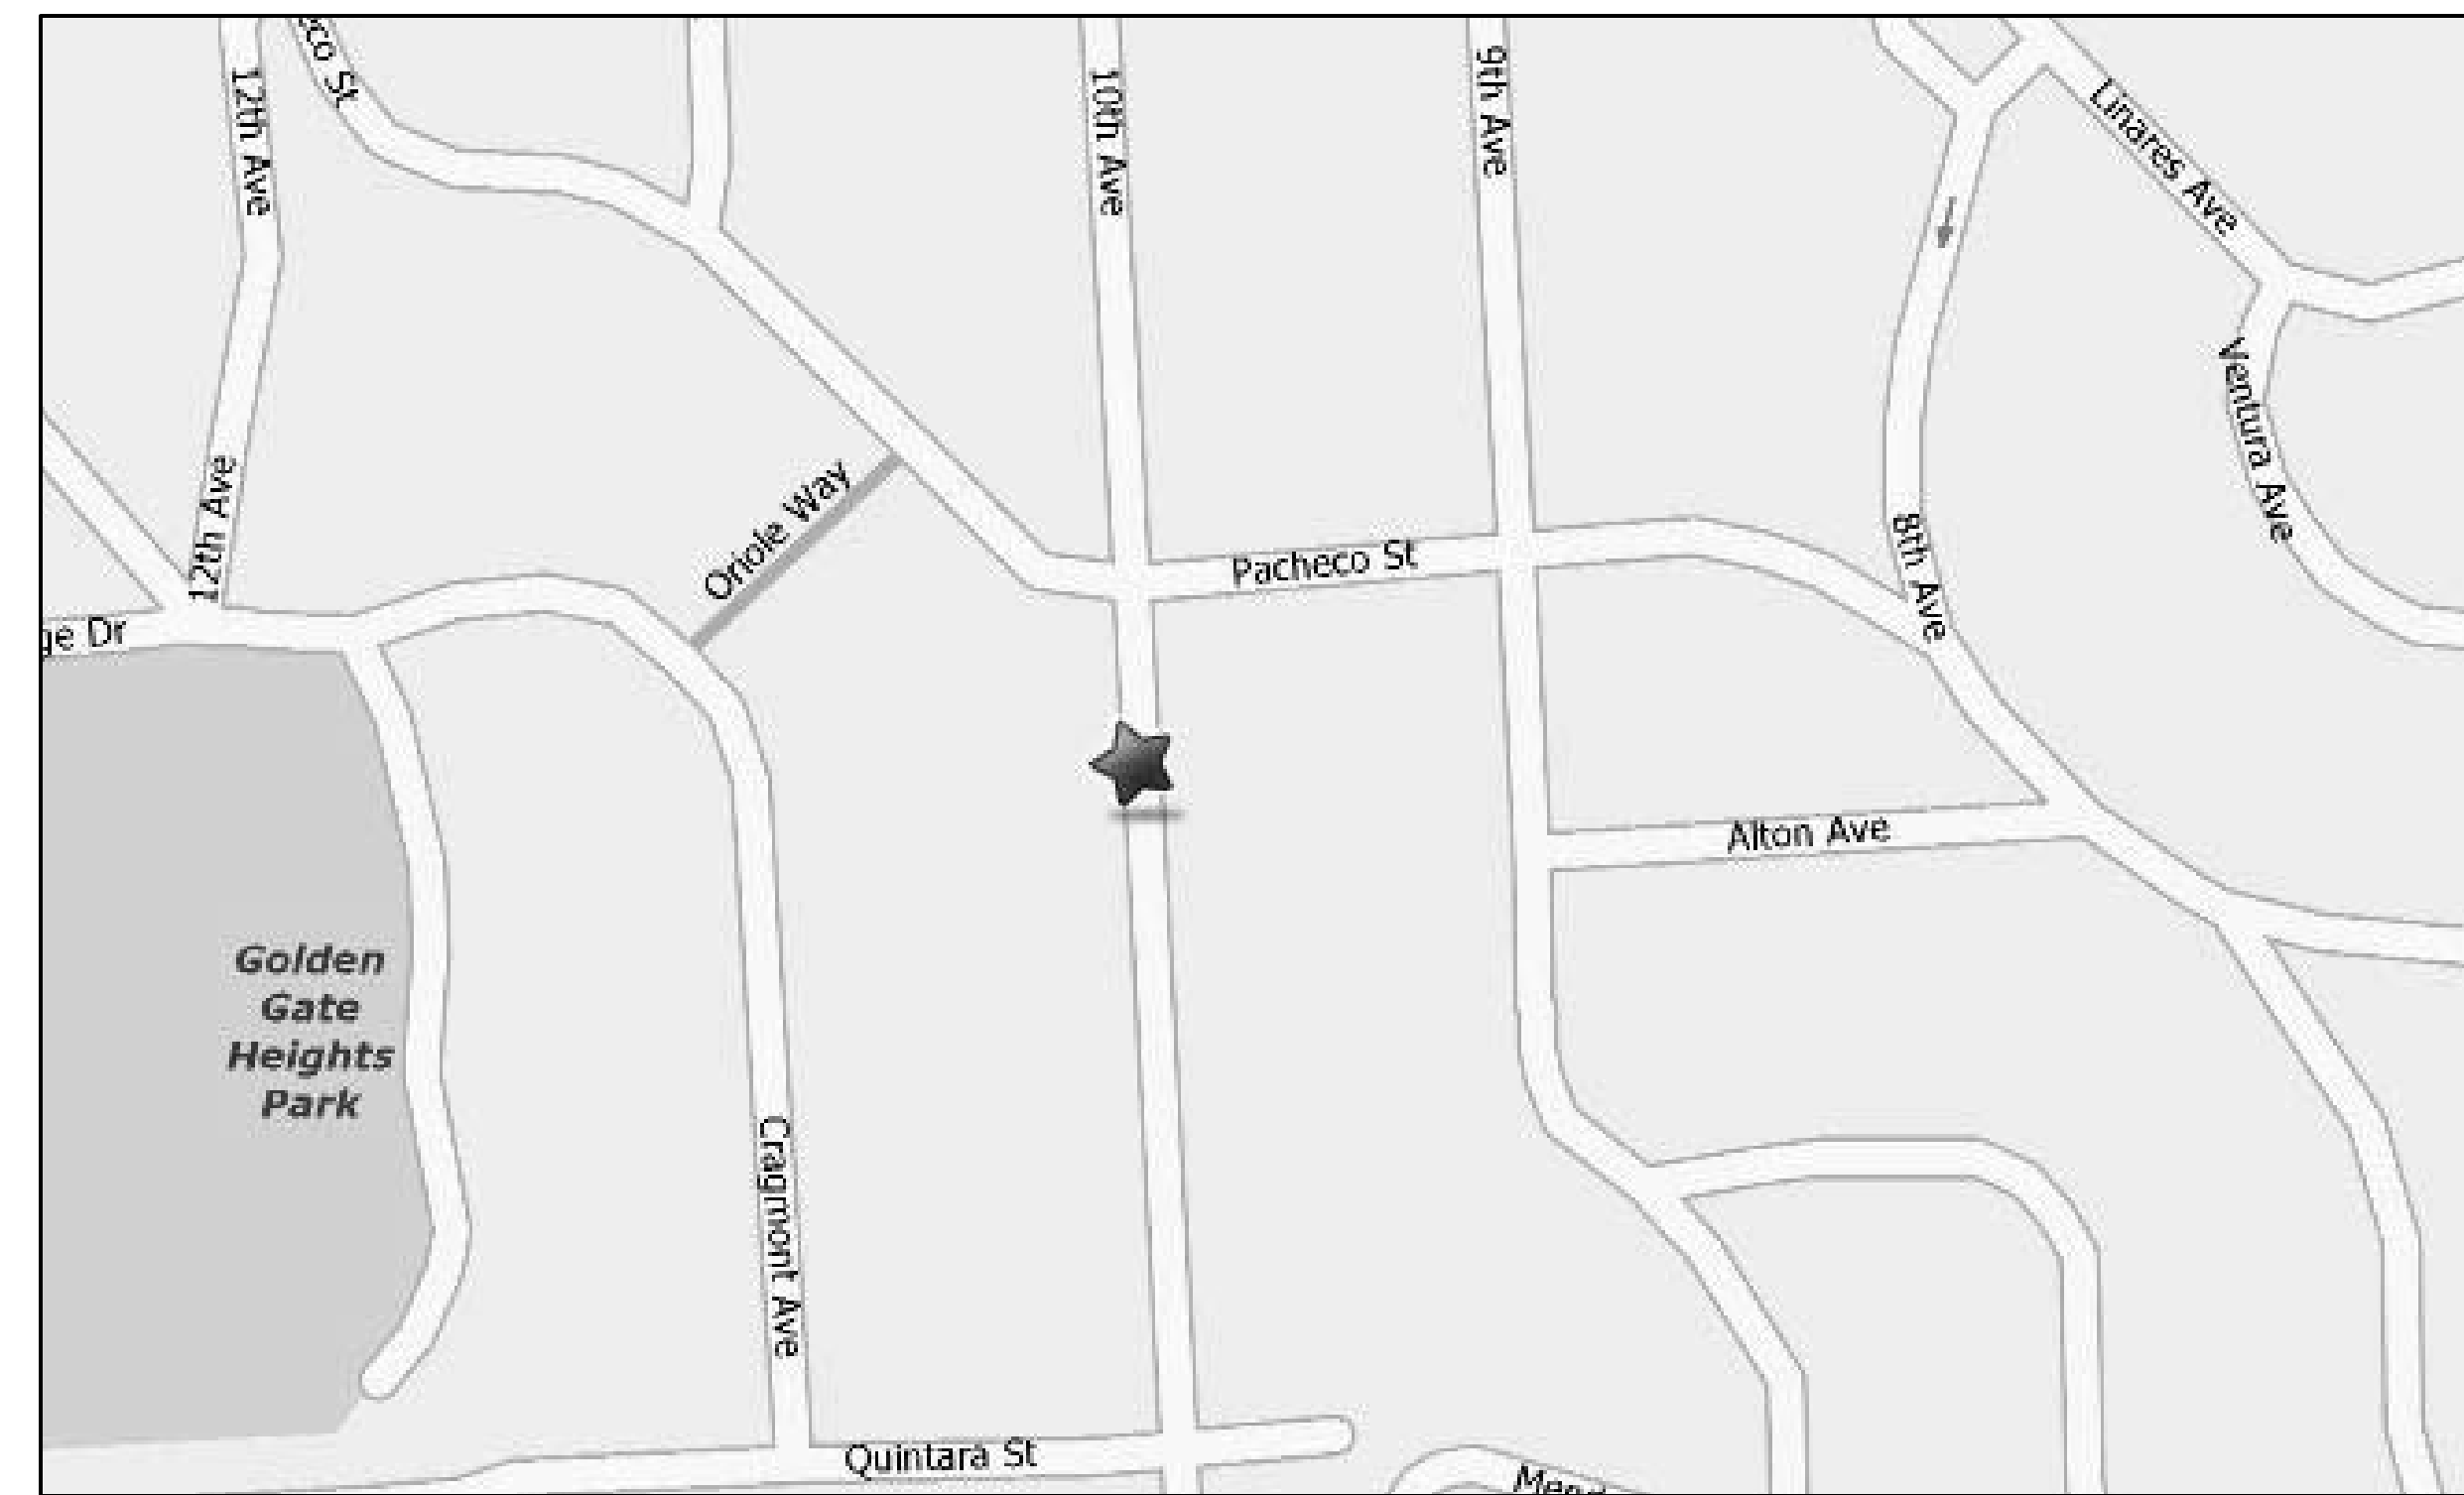 co St
12th Ave
10th Ave
9th Ave
Linares Ave
Ventura Ave
12th Ave
Oriole Way
Pacheco St
8th Ave
ge Dr
Alton Ave
Golden
Gate
Heights
Park
Cragmont Ave
Quintara St
Mend